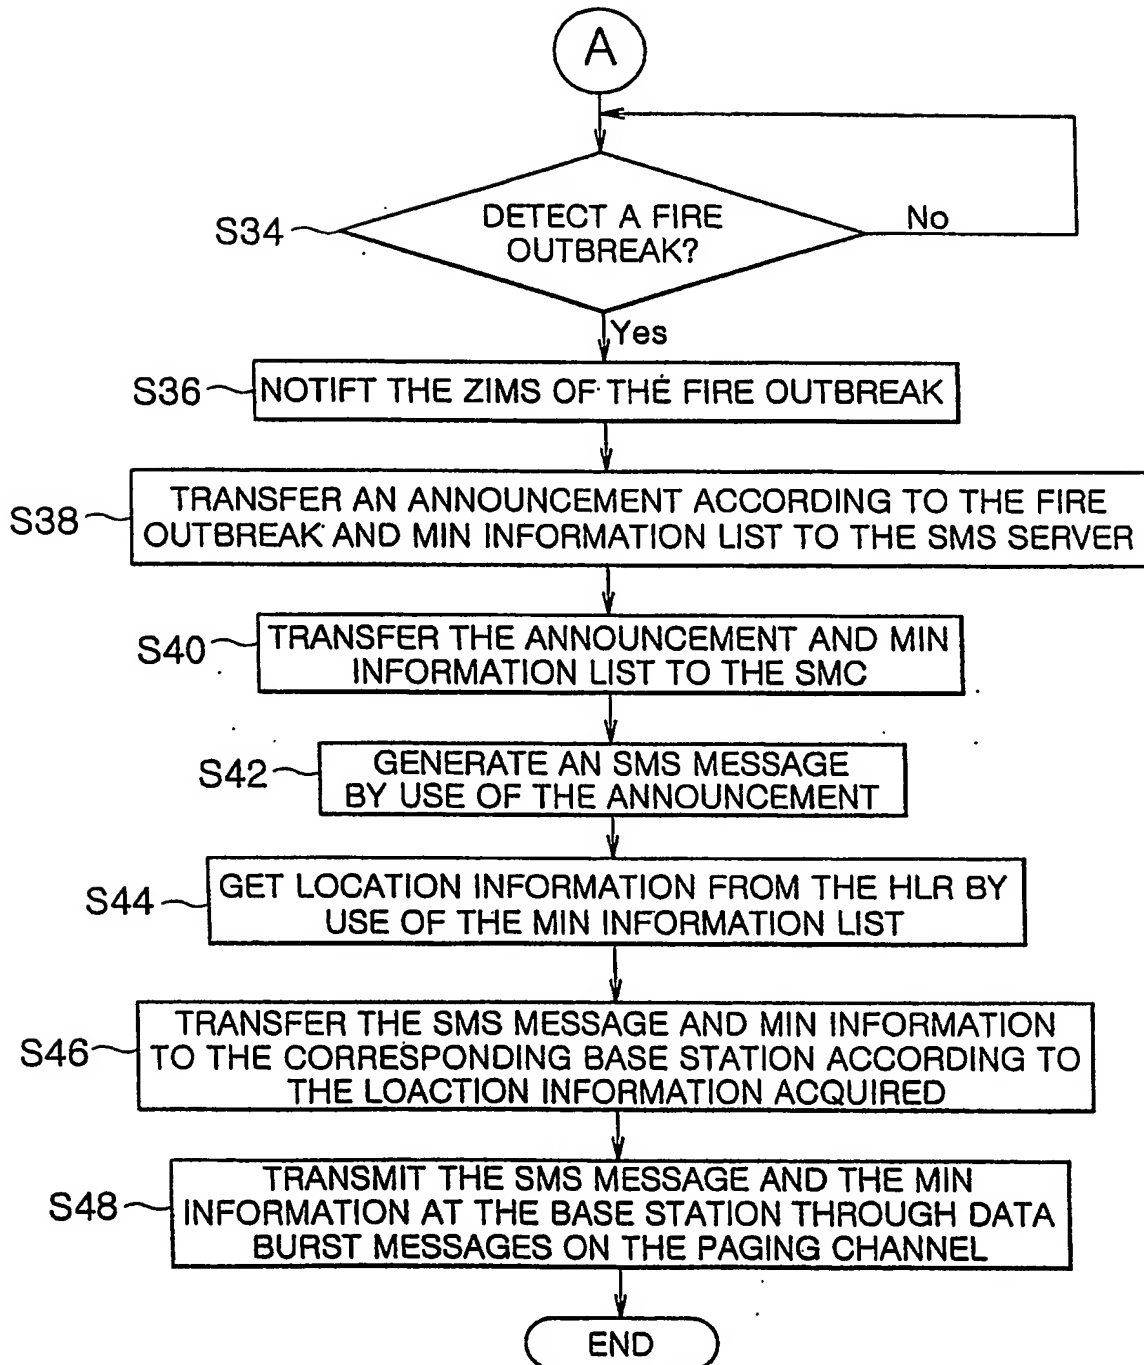 A
S34
DETECT A FIRE
OUTBREAK?
No
Yes
S36
NOTIFT THE ZIMS OF THE FIRE OUTBREAK
S38
TRANSFER AN ANNOUNCEMENT ACCORDING TO THE FIRE
OUTBREAK AND MIN INFORMATION LIST TO THE SMS SERVER
S40
TRANSFER THE ANNOUNCEMENT AND MIN
INFORMATION LIST TO THE SMC
S42
GENERATE AN SMS MESSAGE
BY USE OF THE ANNOUNCEMENT
S44
GET LOCATION INFORMATION FROM THE HLR BY
USE OF THE MIN INFORMATION LIST
S46
TRANSFER THE SMS MESSAGE AND MIN INFORMATION
TO THE CORRESPONDING BASE STATION ACCORDING TO
THE LOACTION INFORMATION ACQUIRED
S48
TRANSMIT THE SMS MESSAGE AND THE MIN
INFORMATION AT THE BASE STATION THROUGH DATA
BURST MESSAGES ON THE PAGING CHANNEL
END